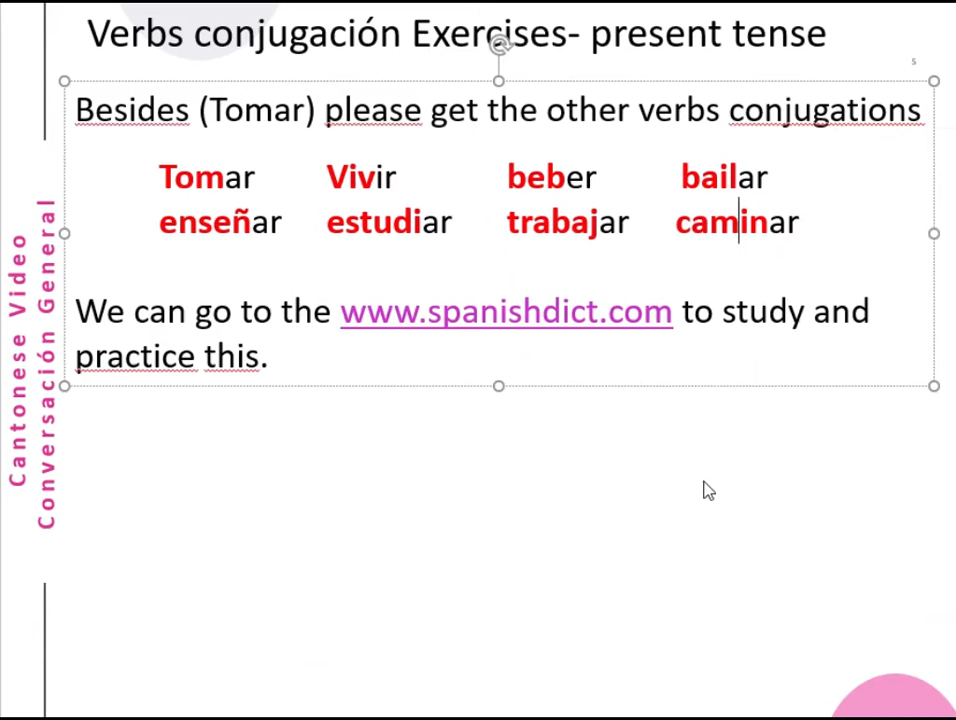 Verbs conjugación Exercises- present tense
5
Besides (Tomar) please get the other verbs conjugations
Tomar Vivir beber bailar
enseñar estudiar trabajar caminar
We can go to the www.spanishdict.com to study and
practice this.
Cantonese Video
Conversación General